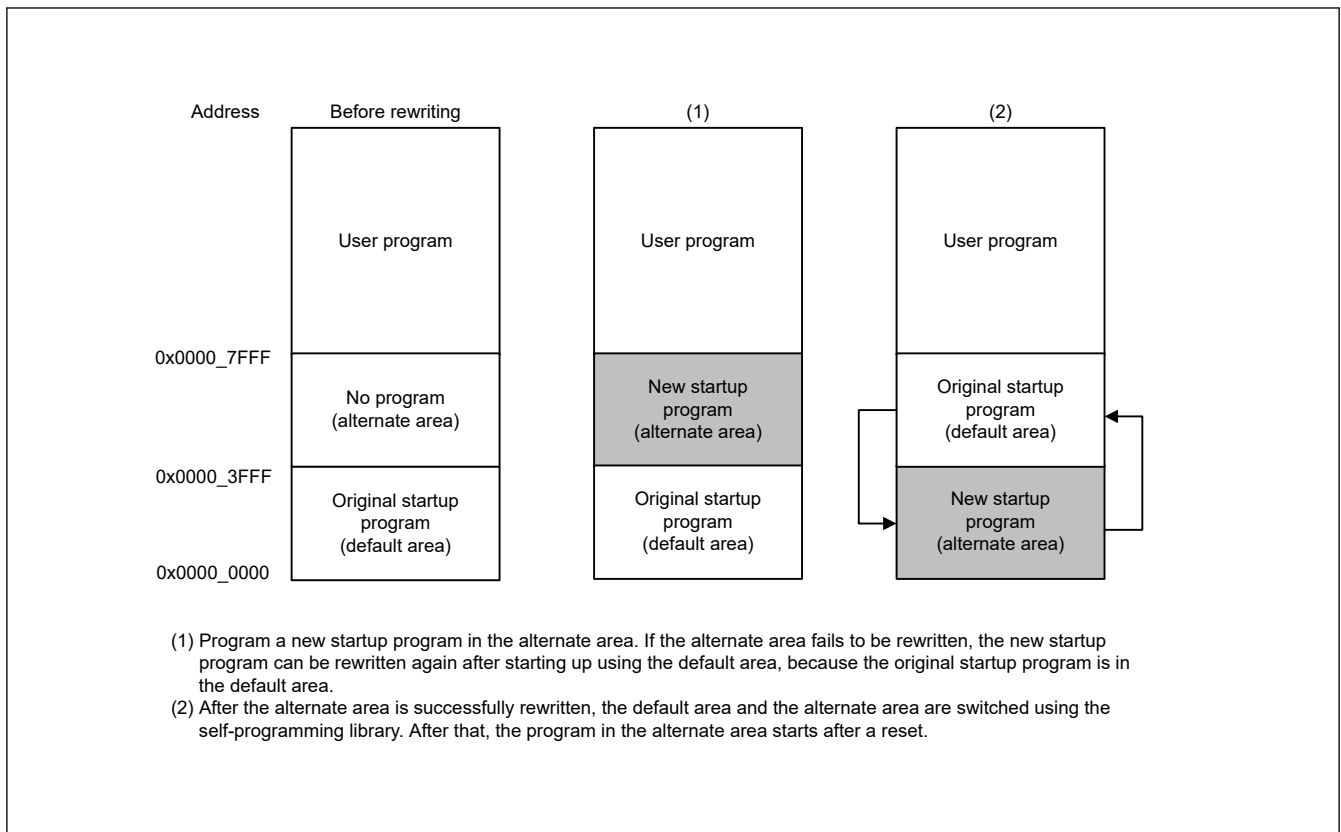 Address Before rewriting (1) (2)
User program User program User program
0x0000_7FFF
No program
(alternate area)
New startup
program
(alternate area)
Original startup
program
(default area)
0x0000_3FFF
Original startup
program
(default area)
Original startup
program
(default area)
New startup
program
(alternate area)
0x0000_0000
(1) Program a new startup program in the alternate area. If the alternate area fails to be rewritten, the new startup
program can be rewritten again after starting up using the default area, because the original startup program is in
the default area.
(2) After the alternate area is successfully rewritten, the default area and the alternate area are switched using the
self-programming library. After that, the program in the alternate area starts after a reset.